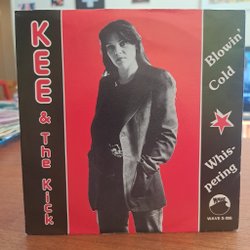 KEE
& The Kick
Blowin'
Cold
Whis-
pering